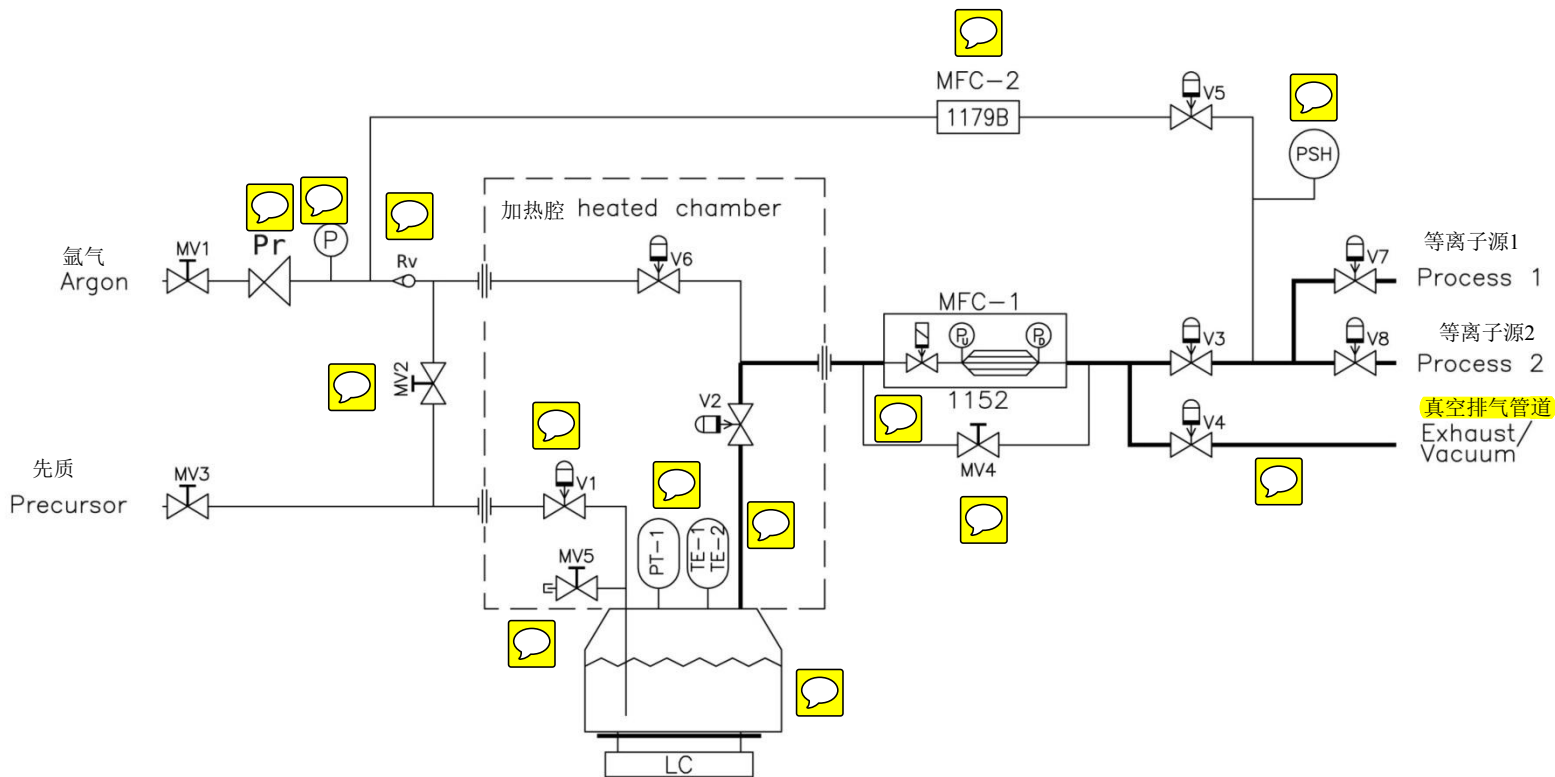 MFC-2
1179B
V5
PSH
加热腔 heated chamber
氩气
Argon
MV1
Pr
P
Rv
V6
等离子源1
Process 1
V7
MFC-1
PU
PD
1152
V3
等离子源2
Process 2
V8
MV2
V2
真空排气管道
Exhaust/
Vacuum
V4
MV4
先质
Precursor
MV3
V1
PT-1
TE-1
TE-2
MV5
LC